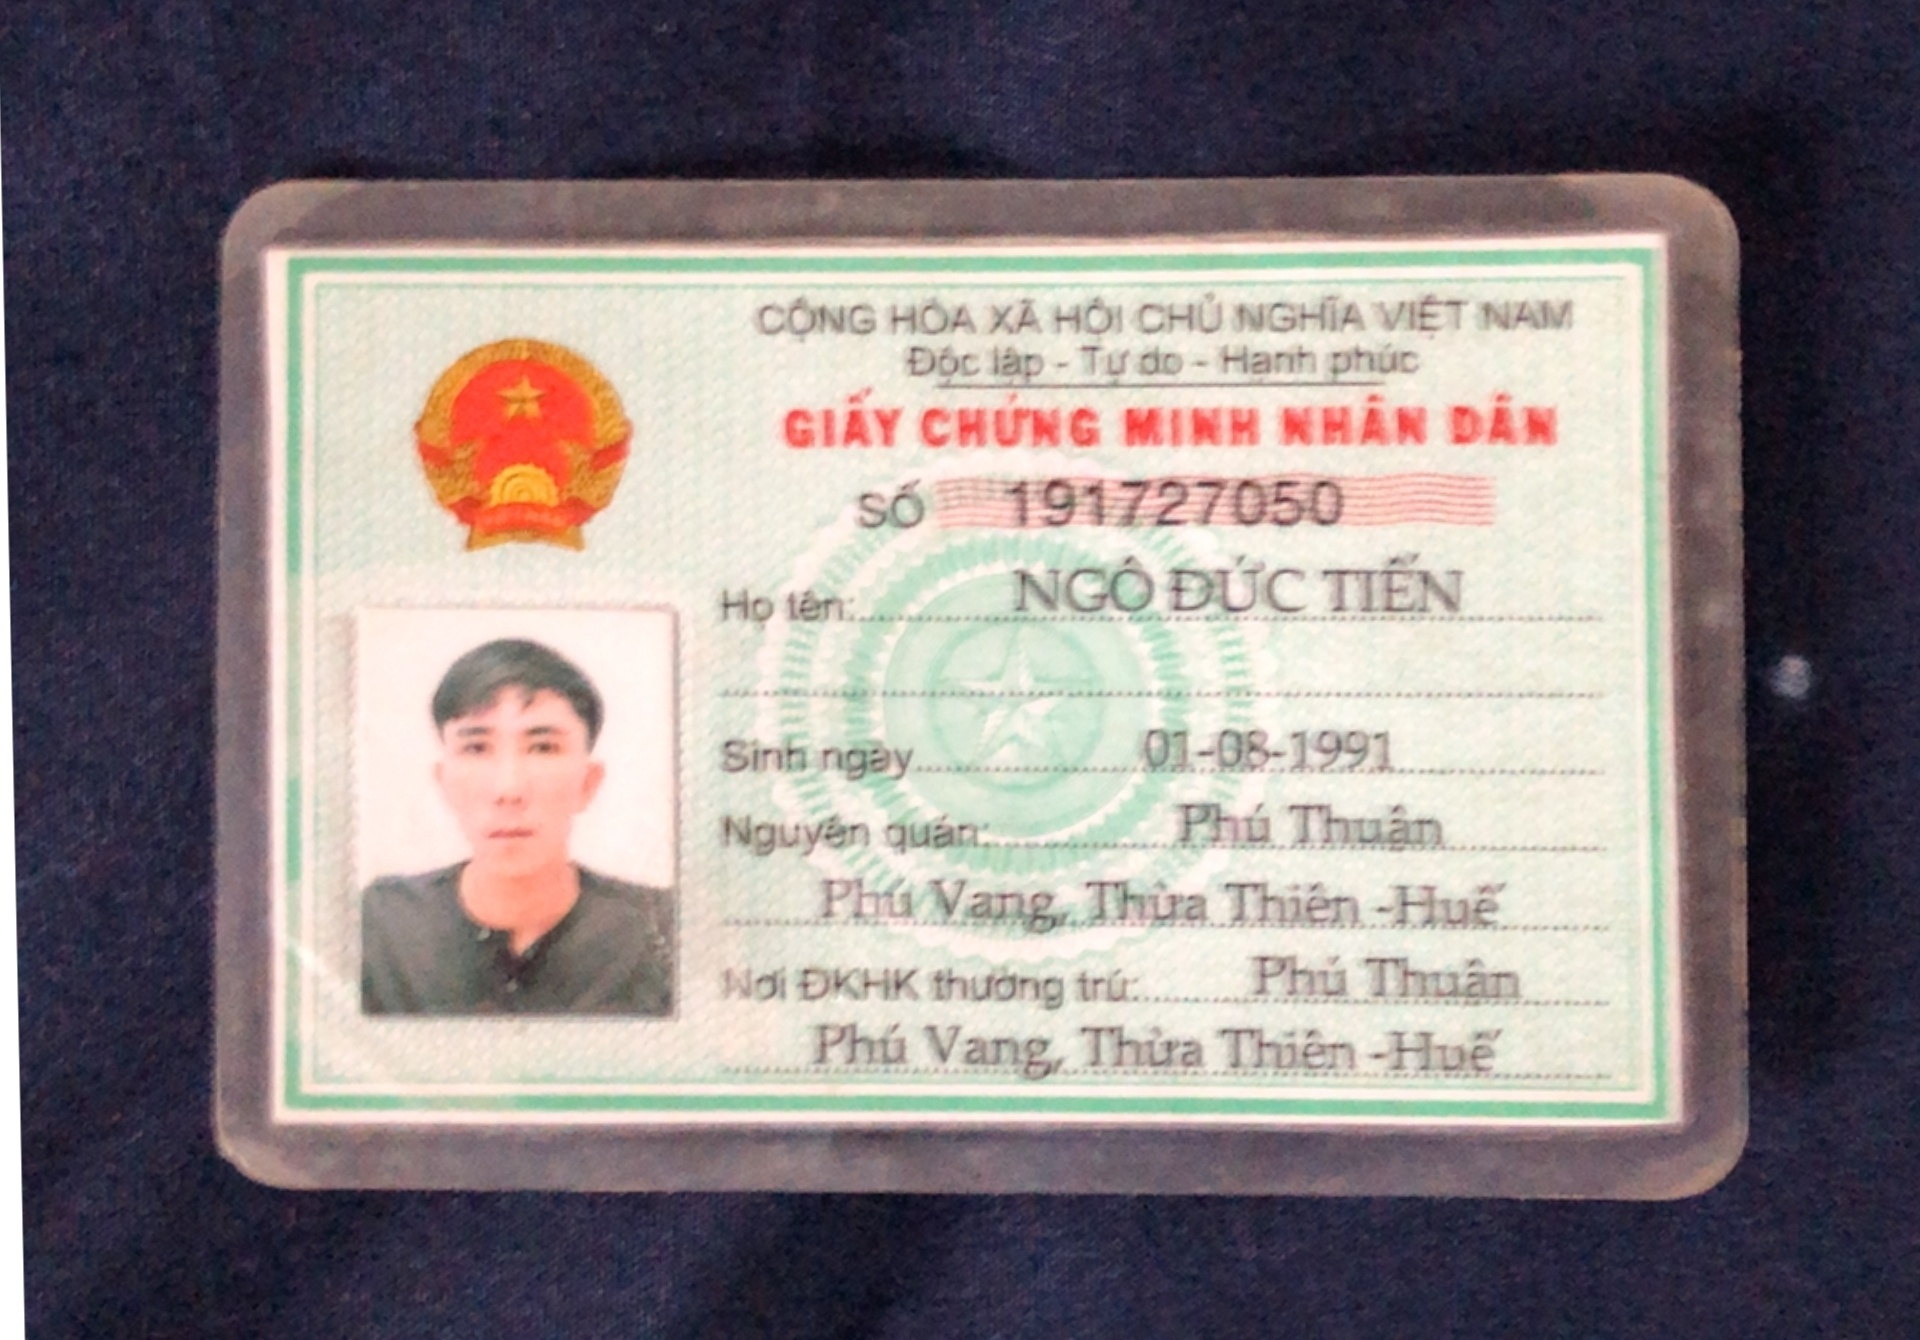 CỘNG HÒA XÃ HỘI CHỦ NGHĨA VIỆT NAM
Độc lập - Tự do - Hạnh phúc
GIẤY CHỨNG MINH NHÂN DÂN
SỐ 191727050
Họ tên: NGÔ ĐỨC TIẾN
Sinh ngày 01-08-1991
Nguyên quán: Phú Thuận
Phú Vang, Thừa Thiên -Huế
Nơi ĐKHK thường trú: Phú Thuận
Phú Vang, Thừa Thiên -Huế